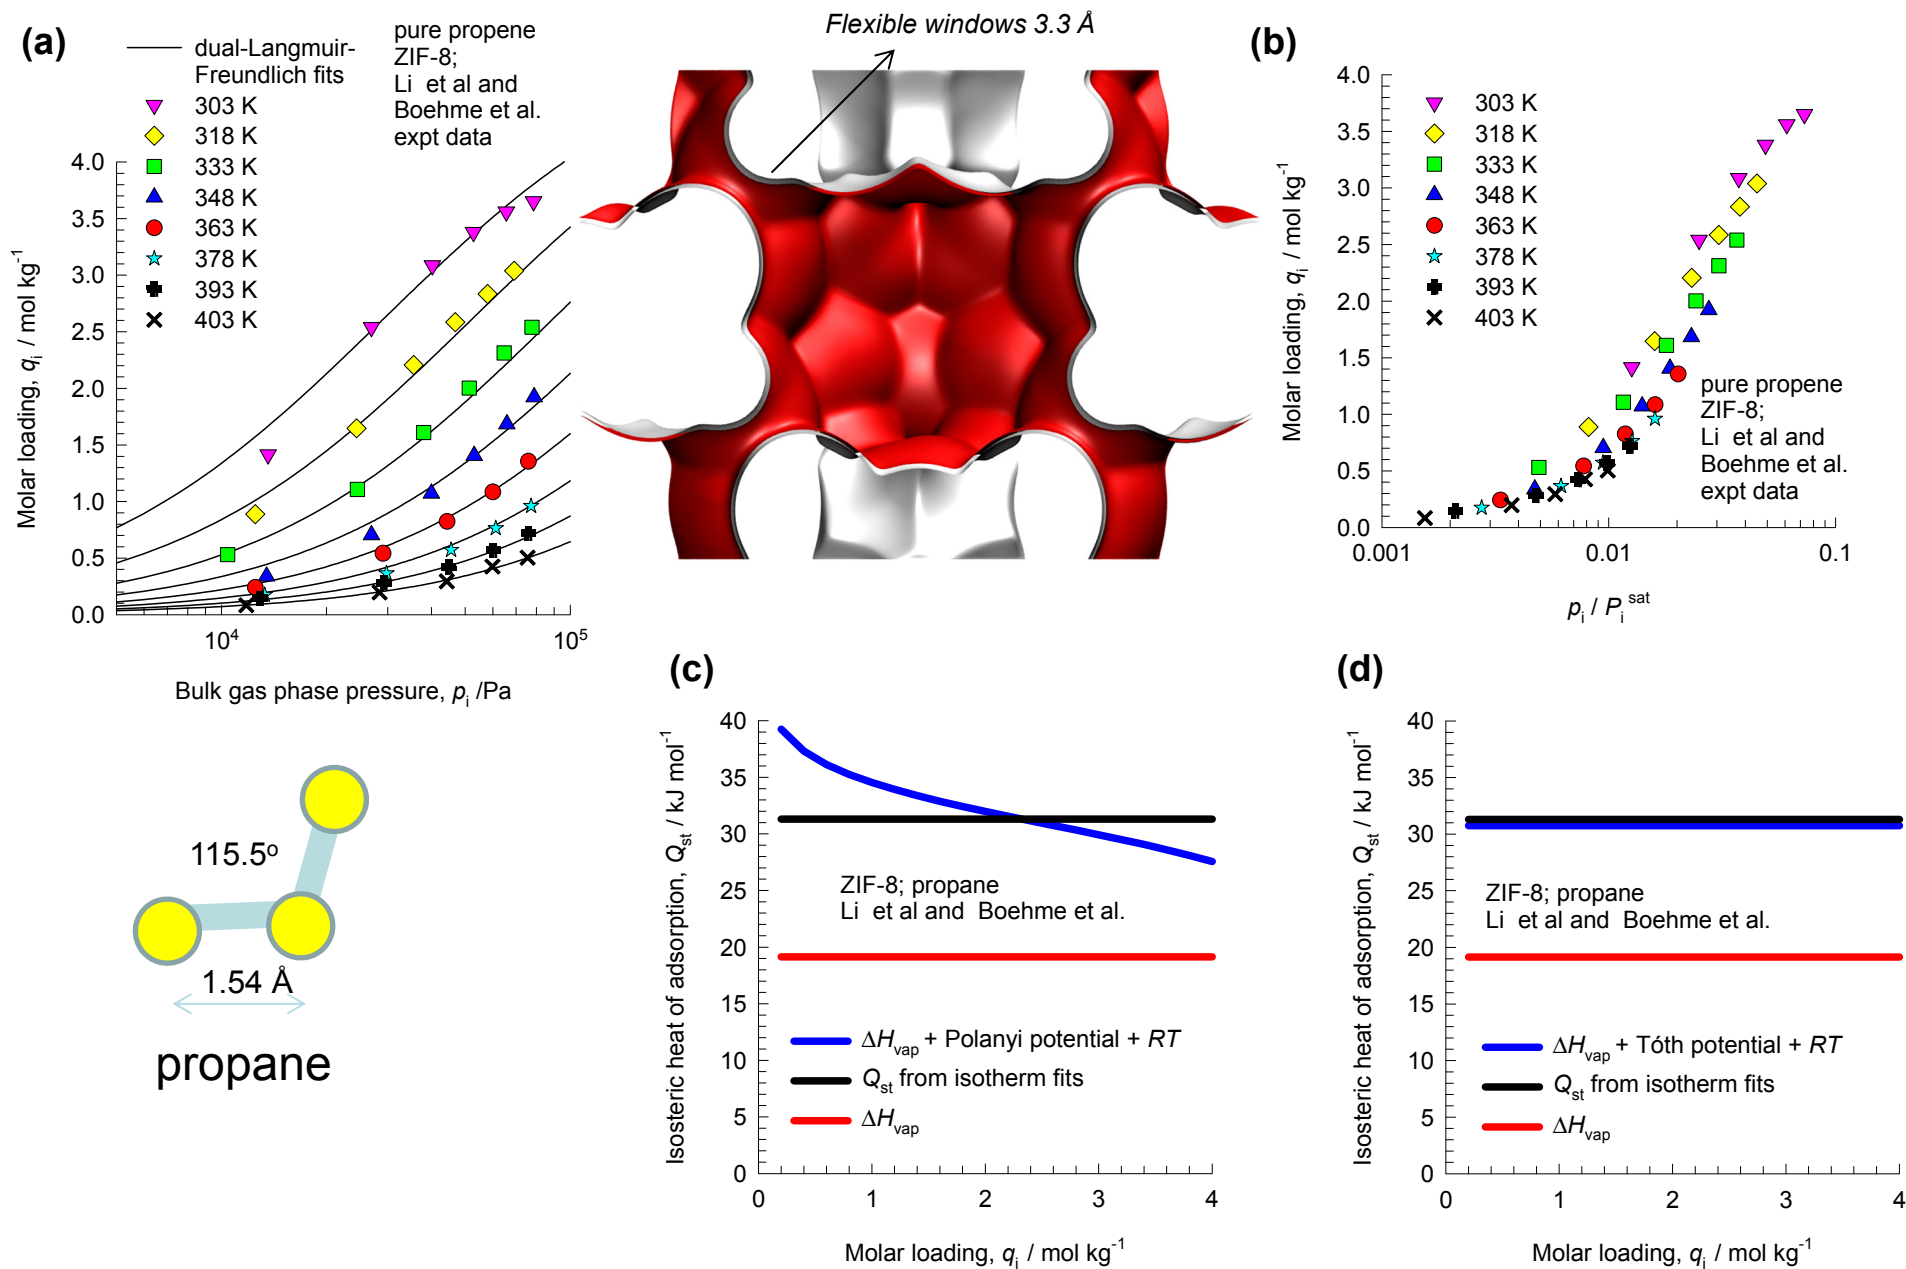 (a)
dual-Langmuir-
Freundlich fits
303 K
318 K
333 K
348 K
363 K
378 K
393 K
403 K
pure propene
ZIF-8;
Li et al and
Boehme et al.
expt data
Molar loading, qi / mol kg-1
4.0
3.5
3.0
2.5
2.0
1.5
1.0
0.5
0.0
10⁴
10⁵
Bulk gas phase pressure, pi /Pa
Flexible windows 3.3 Å
(b)
303 K
318 K
333 K
348 K
363 K
378 K
393 K
403 K
pure propene
ZIF-8;
Li et al and
Boehme et al.
expt data
Molar loading, qi / mol kg-1
4.0
3.5
3.0
2.5
2.0
1.5
1.0
0.5
0.0
0.001
0.01
0.1
pi / Pi sat
115.5o
1.54 Å
propane
(c)
Isosteric heat of adsorption, Qst / kJ mol-1
40
35
30
25
20
15
10
5
0
ZIF-8; propane
Li et al and Boehme et al.
ΔHvap + Polanyi potential + RT
Qst from isotherm fits
ΔHvap
0
1
2
3
4
Molar loading, qi / mol kg-1
(d)
Isosteric heat of adsorption, Qst / kJ mol-1
40
35
30
25
20
15
10
5
0
ZIF-8; propane
Li et al and Boehme et al.
ΔHvap + Tóth potential + RT
Qst from isotherm fits
ΔHvap
0
1
2
3
4
Molar loading, qi / mol kg-1